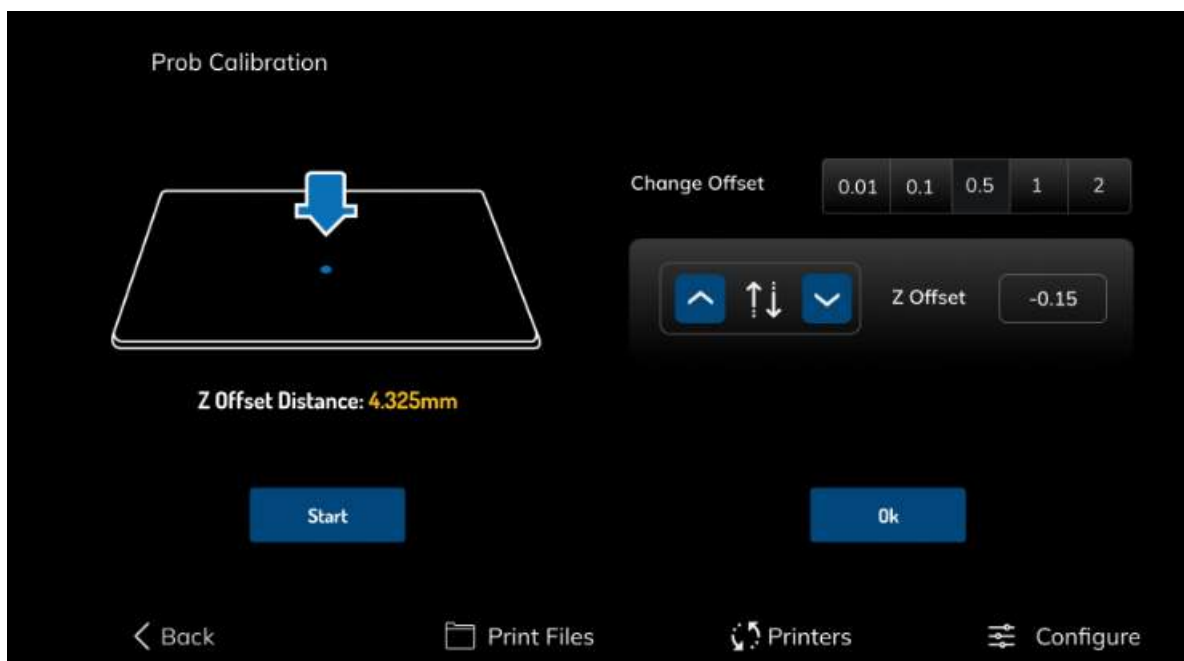 Prob Calibration
Change Offset
0.01 0.1 0.5 1 2
Z Offset -0.15
Z Offset Distance: 4.325mm
Start
Ok
Back
Print Files
Printers
Configure